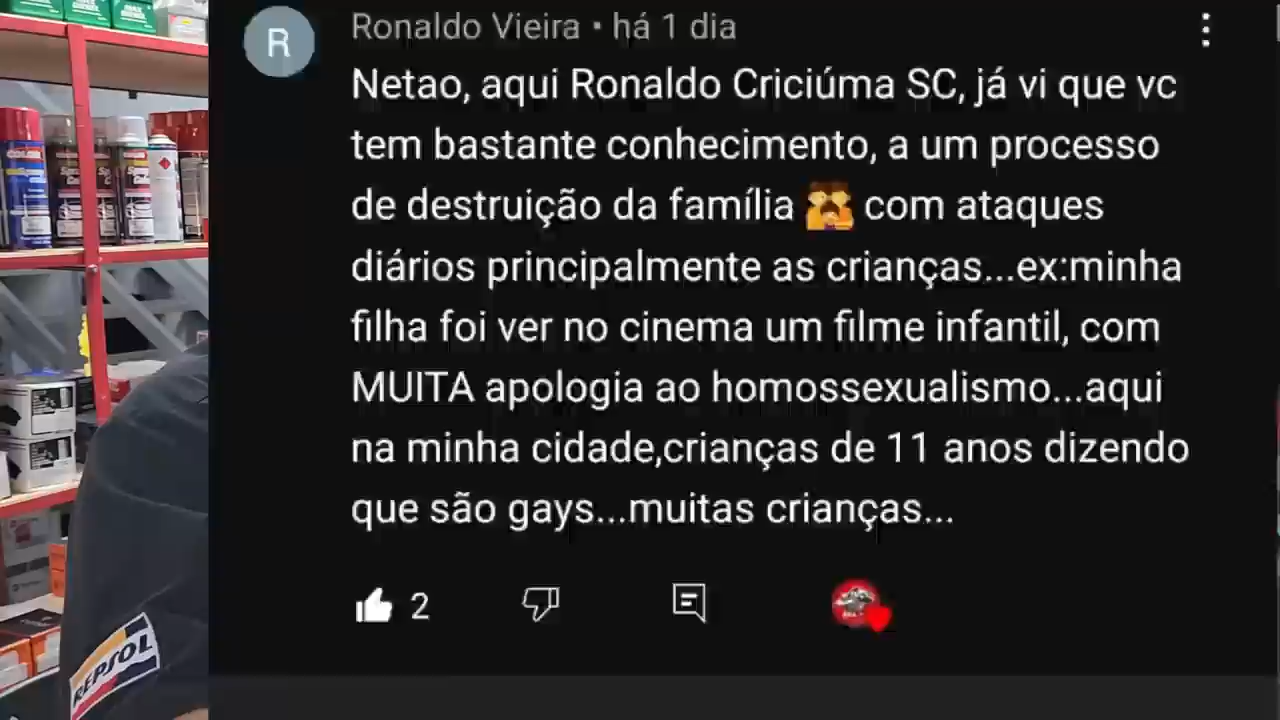 R
Ronaldo Vieira • há 1 dia
Netao, aqui Ronaldo Criciúma SC, já vi que vc
tem bastante conhecimento, a um processo
de destruição da família 👨‍👩‍👦 com ataques
diários principalmente as crianças...ex:minha
filha foi ver no cinema um filme infantil, com
MUITA apologia ao homossexualismo...aqui
na minha cidade,crianças de 11 anos dizendo
que são gays...muitas crianças...
2
REPSOL